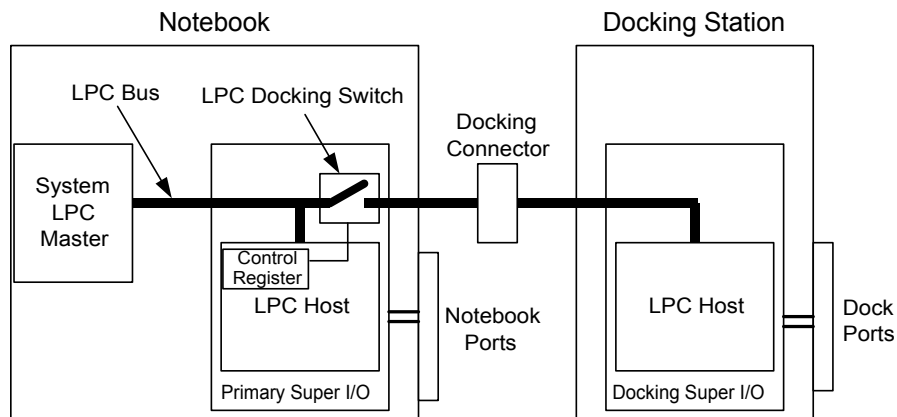 Notebook
Docking Station
LPC Bus
LPC Docking Switch
Docking
Connector
System
LPC
Master
Control
Register
LPC Host
Notebook
Ports
Primary Super I/O
LPC Host
Dock
Ports
Docking Super I/O